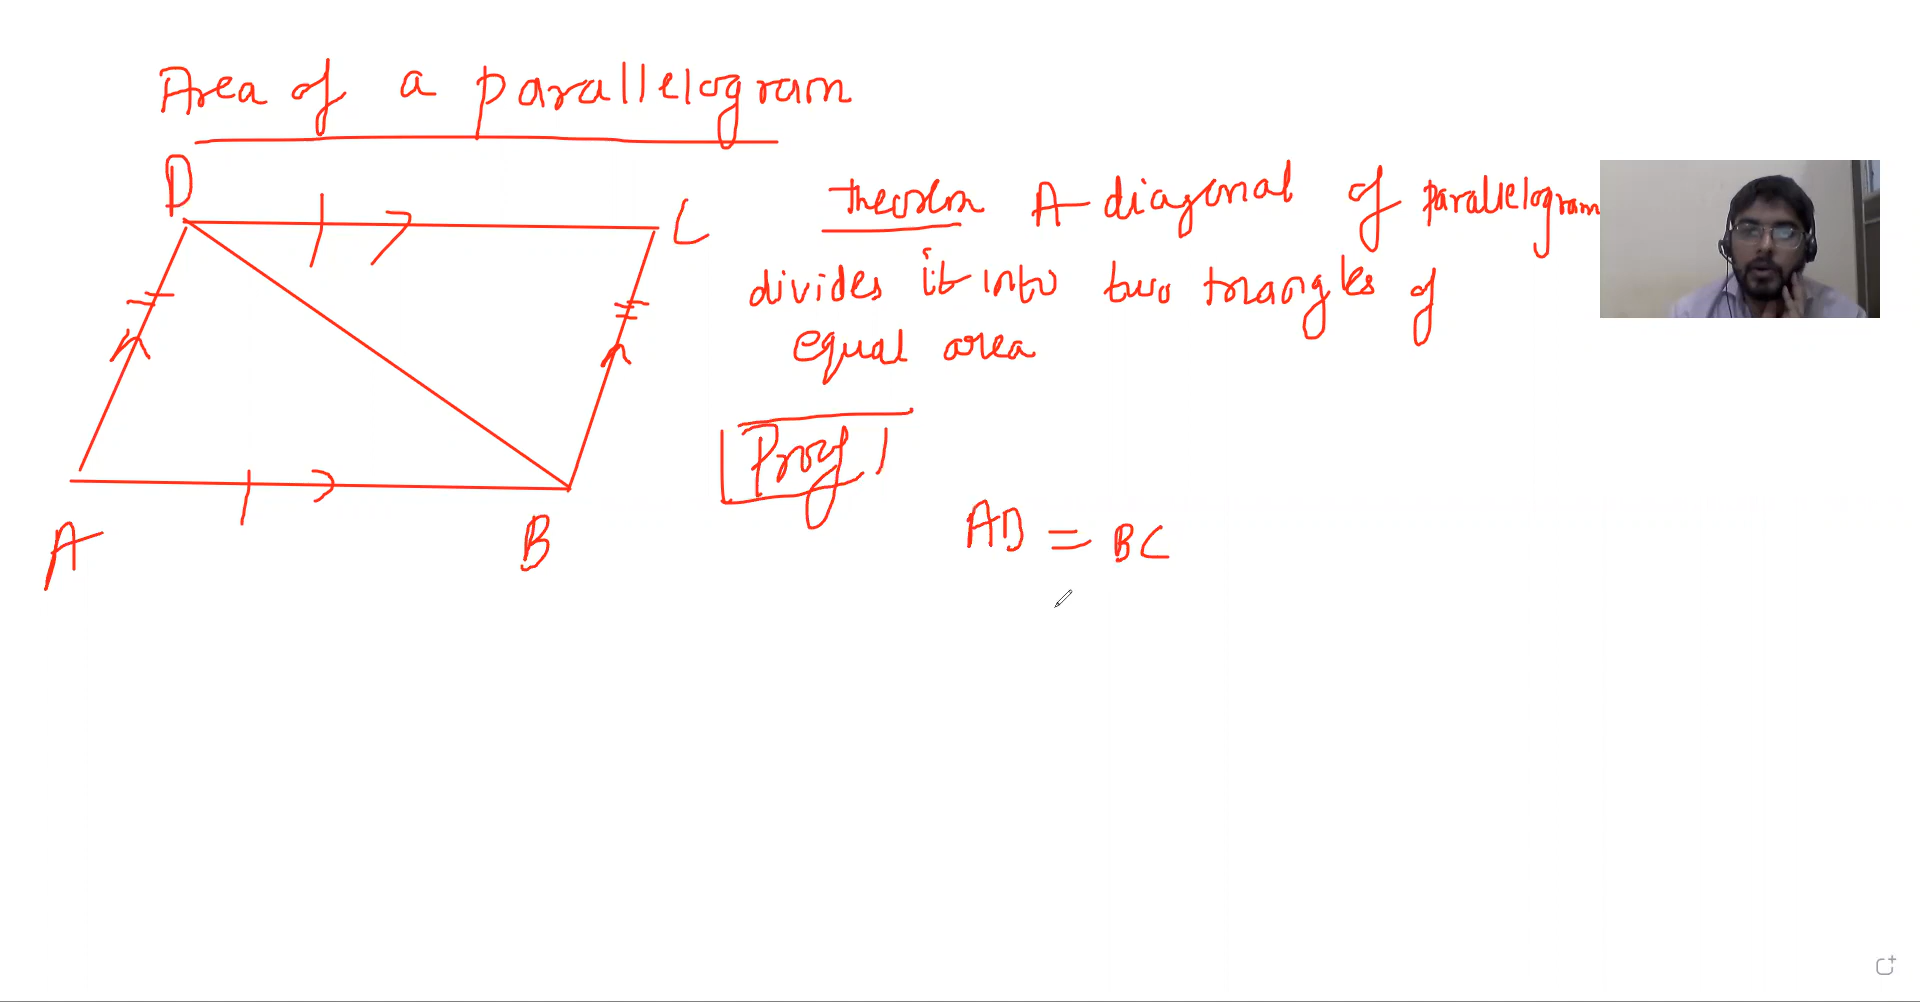 Area of a parallelogram
D
C
theorem A diagonal of parallelogram
divides it into two triangles of
equal area
Proof
AD = BC
A
B